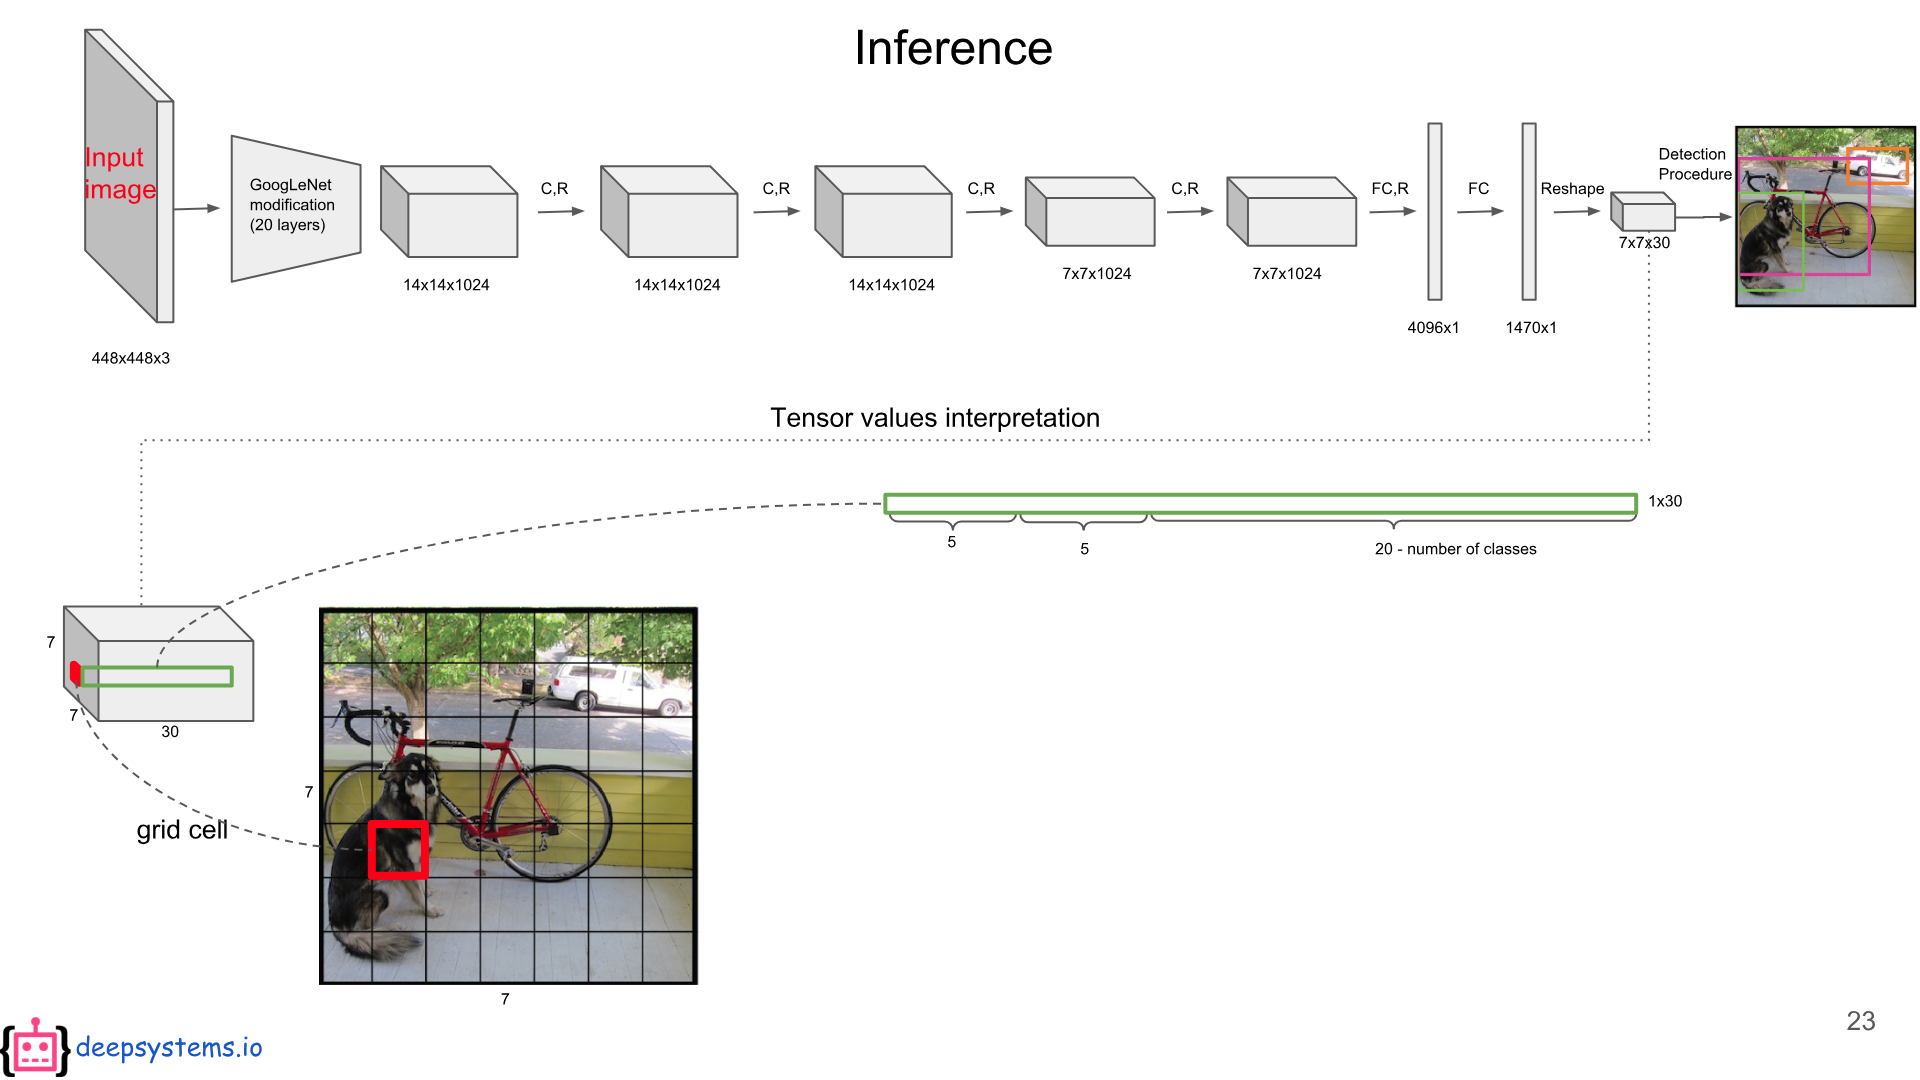 Inference
Input
image
448x448x3
GoogLeNet
modification
(20 layers)
14x14x1024
C,R
14x14x1024
C,R
14x14x1024
C,R
7x7x1024
C,R
7x7x1024
FC,R
4096x1
FC
1470x1
Reshape
7x7x30
Detection
Procedure
Tensor values interpretation
1x30
5
5
20 - number of classes
7
7
30
grid cell
7
7
deepsystems.io
23